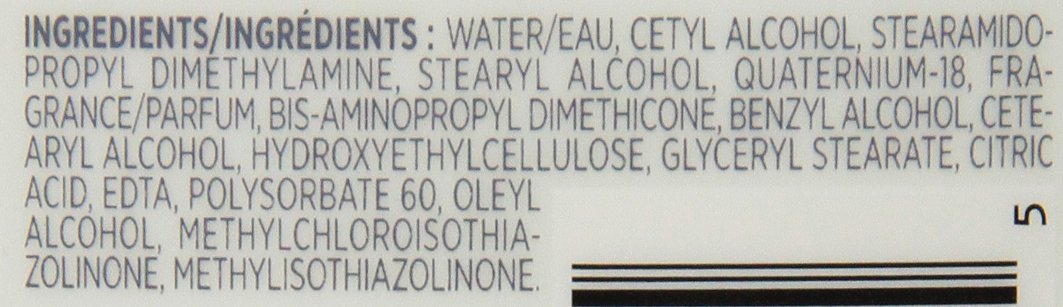 INGREDIENTS/INGRÉDIENTS : WATER/EAU, CETYL ALCOHOL, STEARAMIDO-
PROPYL DIMETHYLAMINE, STEARYL ALCOHOL, QUATERNIUM-18, FRA-
GRANCE/PARFUM, BIS-AMINOPROPYL DIMETHICONE, BENZYL ALCOHOL, CETE-
ARYL ALCOHOL, HYDROXYETHYLCELLULOSE, GLYCERYL STEARATE, CITRIC
ACID, EDTA, POLYSORBATE 60, OLEYL
ALCOHOL, METHYLCHLOROISOTHIA-
ZOLINONE, METHYLISOTHIAZOLINONE.
5